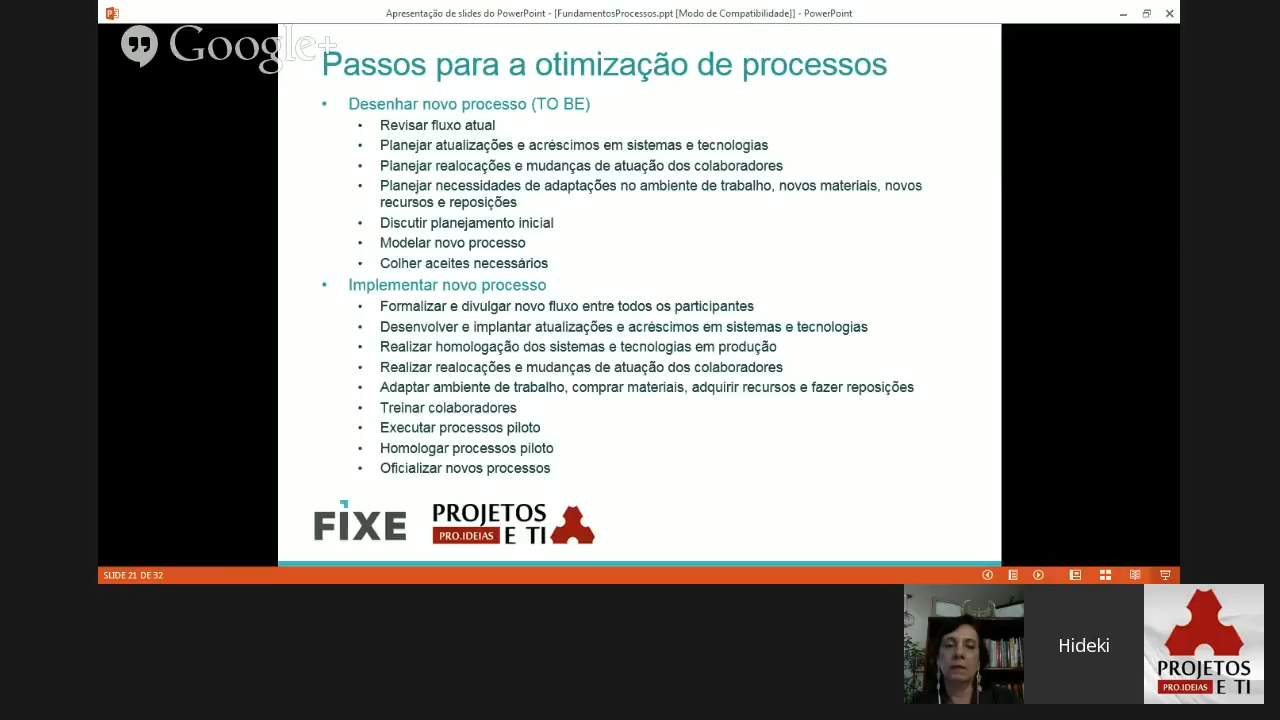 Apresentação de slides do PowerPoint - [FundamentosProcessos.ppt [Modo de Compatibilidade]] - PowerPoint
Google+
Passos para a otimização de processos
• Desenhar novo processo (TO BE)
• Revisar fluxo atual
• Planejar atualizações e acréscimos em sistemas e tecnologias
• Planejar realocações e mudanças de atuação dos colaboradores
• Planejar necessidades de adaptações no ambiente de trabalho, novos materiais, novos
recursos e reposições
• Discutir planejamento inicial
• Modelar novo processo
• Colher aceites necessários
• Implementar novo processo
• Formalizar e divulgar novo fluxo entre todos os participantes
• Desenvolver e implantar atualizações e acréscimos em sistemas e tecnologias
• Realizar homologação dos sistemas e tecnologias em produção
• Realizar realocações e mudanças de atuação dos colaboradores
• Adaptar ambiente de trabalho, comprar materiais, adquirir recursos e fazer reposições
• Treinar colaboradores
• Executar processos piloto
• Homologar processos piloto
• Oficializar novos processos
FIXE
PROJETOS
PRO.IDEIAS E TI
SLIDE 21 DE 32
Hideki
PROJETOS
PRO.IDEIAS E TI